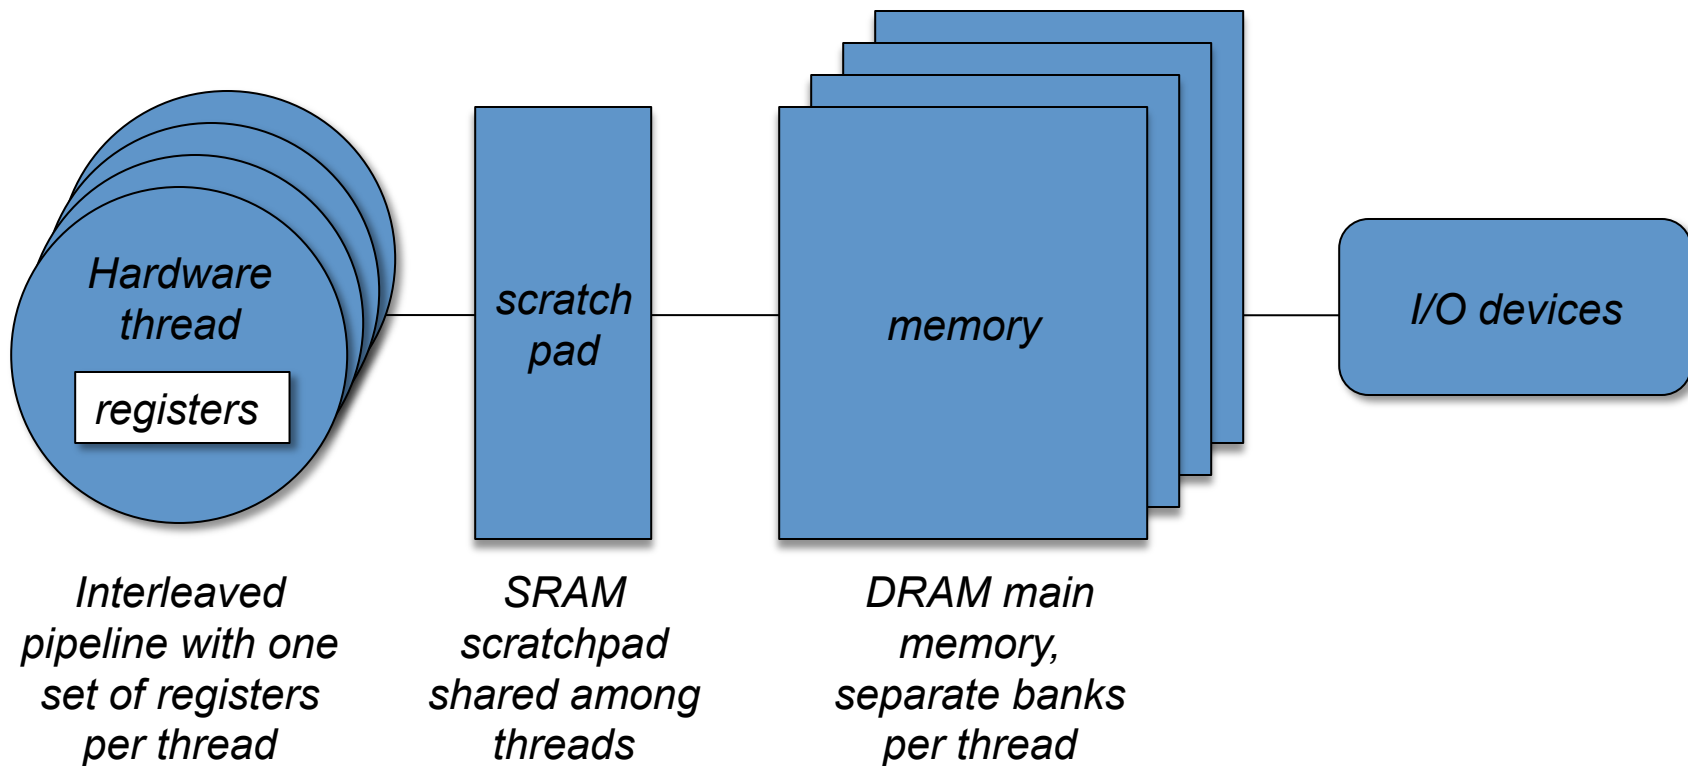 Hardware
thread
registers
scratch
pad
memory
I/O devices
Interleaved
pipeline with one
set of registers
per thread
SRAM
scratchpad
shared among
threads
DRAM main
memory,
separate banks
per thread